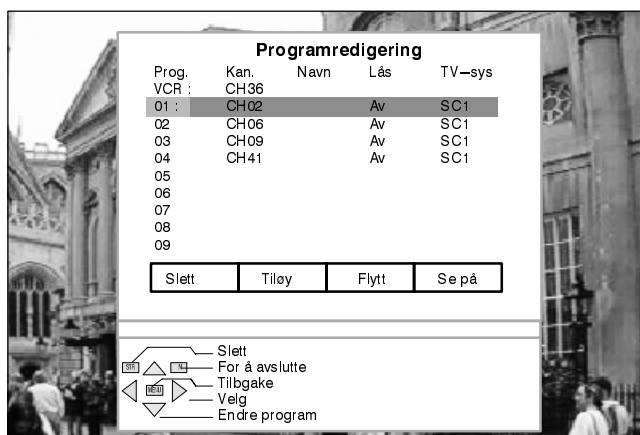 Programredigering
Prog. Kan. Navn Lås TV–sys
VCR : CH36
01 : CH02 Av SC1
02 CH06 Av SC1
03 CH09 Av SC1
04 CH41 Av SC1
05
06
07
08
09
Slett Tiløy Flytt Se på
Slett
STR N For å avslutte
MENU Tilbgake
Velg
Endre program